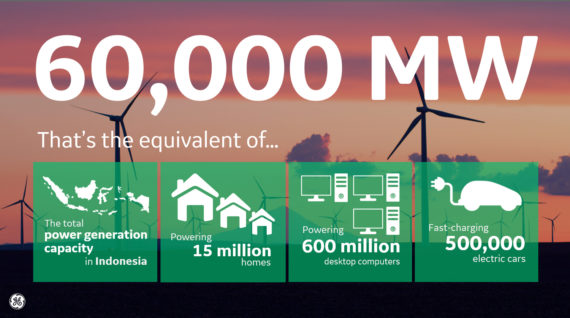 60,000 MW
That's the equivalent of...
The total
power generation
capacity
in Indonesia
Powering
15 million
homes
Powering
600 million
desktop computers
Fast-charging
500,000
electric cars
GE